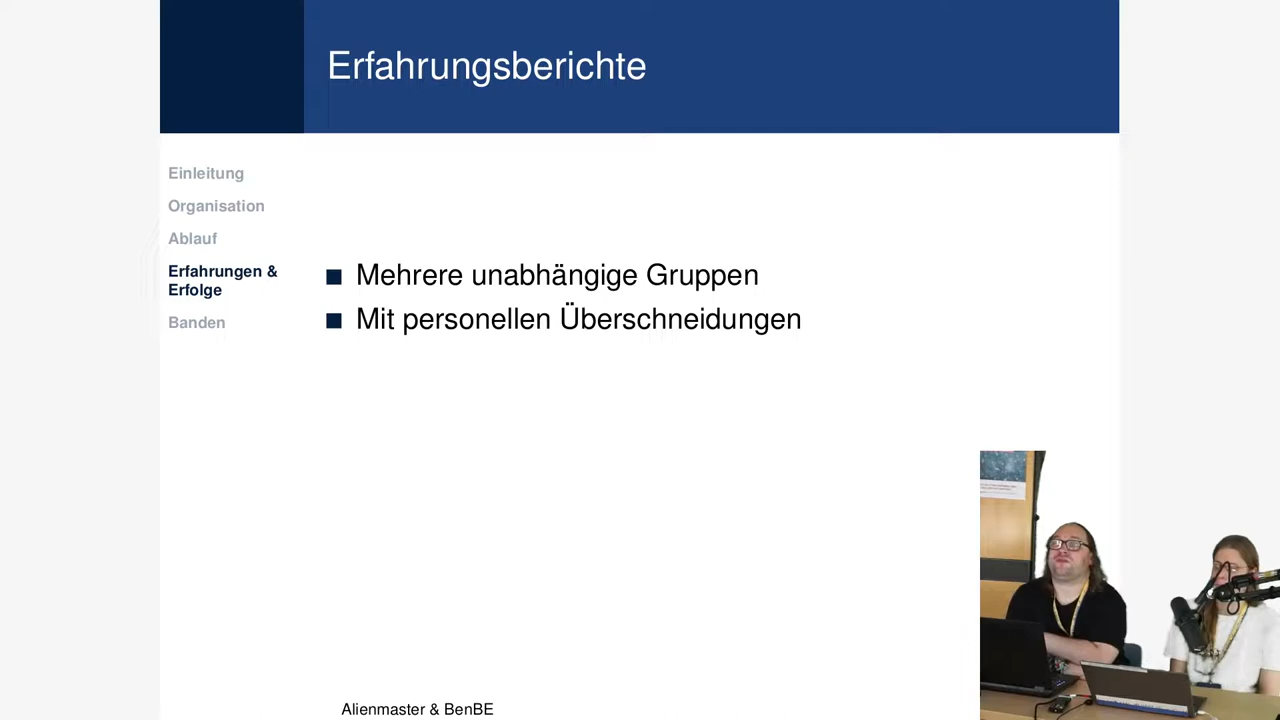 Erfahrungsberichte
Einleitung
Organisation
Ablauf
Erfahrungen &
Erfolge
Banden
Mehrere unabhängige Gruppen
Mit personellen Überschneidungen
Alienmaster & BenBE